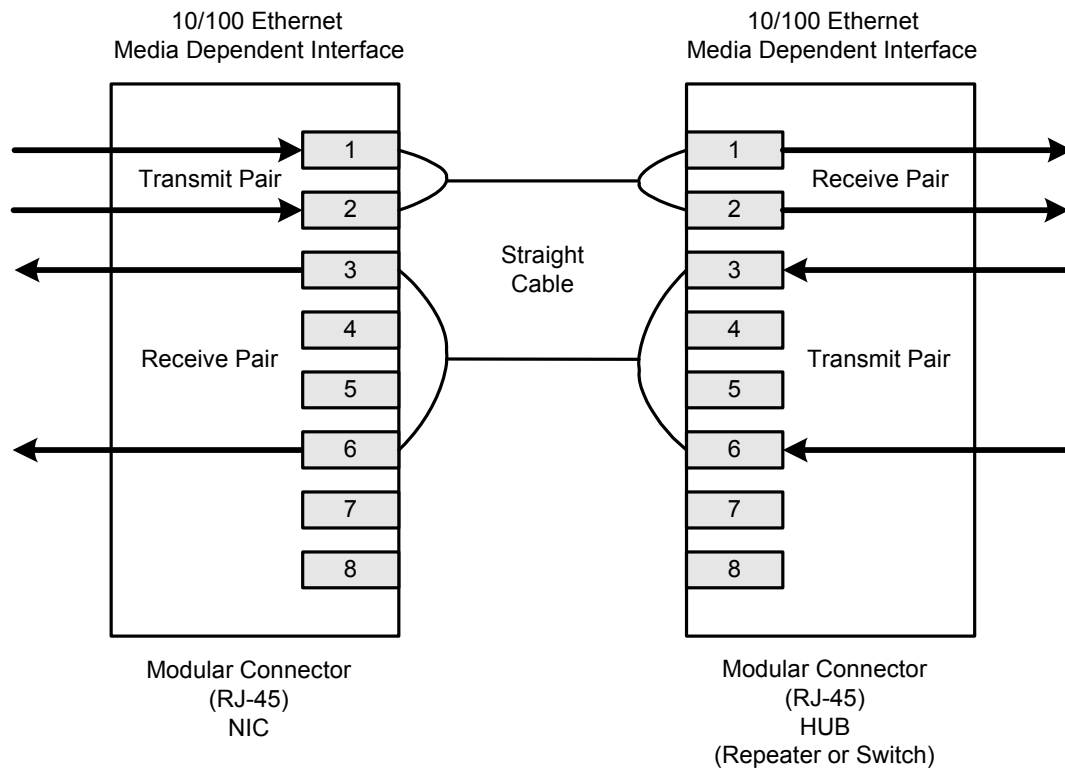 10/100 Ethernet
Media Dependent Interface
10/100 Ethernet
Media Dependent Interface
1
Transmit Pair
2
3
4
Receive Pair
5
6
7
8
Straight
Cable
1
Receive Pair
2
3
4
Transmit Pair
5
6
7
8
Modular Connector
(RJ-45)
NIC
Modular Connector
(RJ-45)
HUB
(Repeater or Switch)